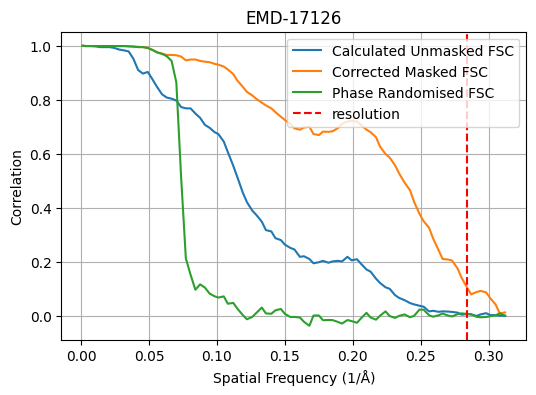 EMD-17126
Calculated Unmasked FSC
Corrected Masked FSC
Phase Randomised FSC
resolution
Correlation
1.0
0.8
0.6
0.4
0.2
0.0
0.00 0.05 0.10 0.15 0.20 0.25 0.30
Spatial Frequency (1/Å)